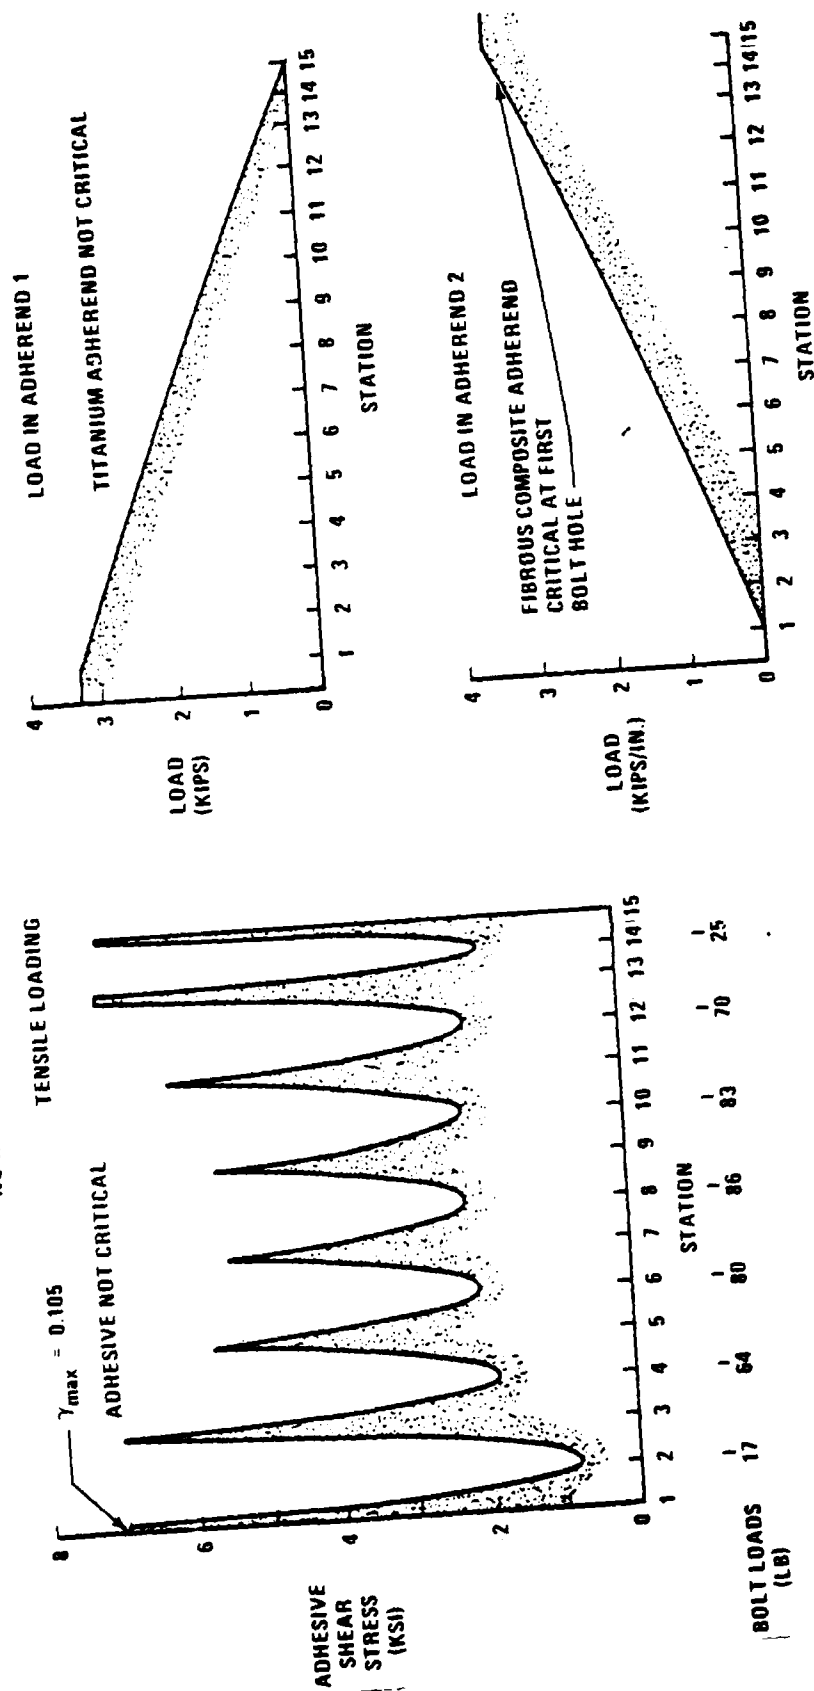 TENSILE LOADING
γmax = 0.105
ADHESIVE NOT CRITICAL
ADHESIVE
SHEAR
STRESS
(KSI)
8
6
4
2
0
1 2 3 4 5 6 7 8 9 10 11 12 13 14 15
STATION
BOLT LOADS
(LB)
17 64 80 86 83 70 25
LOAD IN ADHEREND 1
TITANIUM ADHEREND NOT CRITICAL
LOAD
(KIPS)
4
3
2
1
0
1 2 3 4 5 6 7 8 9 10 11 12 13 14 15
STATION
LOAD IN ADHEREND 2
FIBROUS COMPOSITE ADHEREND
CRITICAL AT FIRST
BOLT HOLE
LOAD
(KIPS/IN.)
4
3
2
1
0
1 2 3 4 5 6 7 8 9 10 11 12 13 14 15
STATION